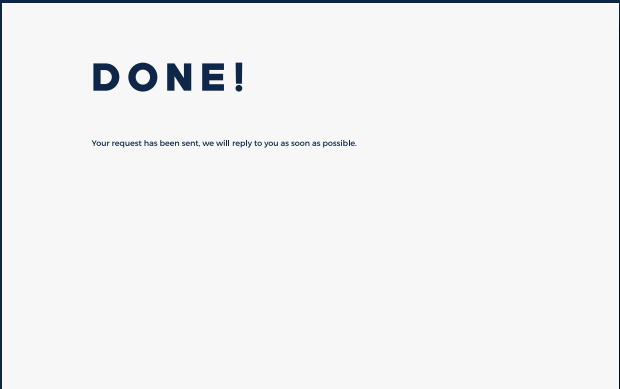 DONE!
Your request has been sent, we will reply to you as soon as possible.